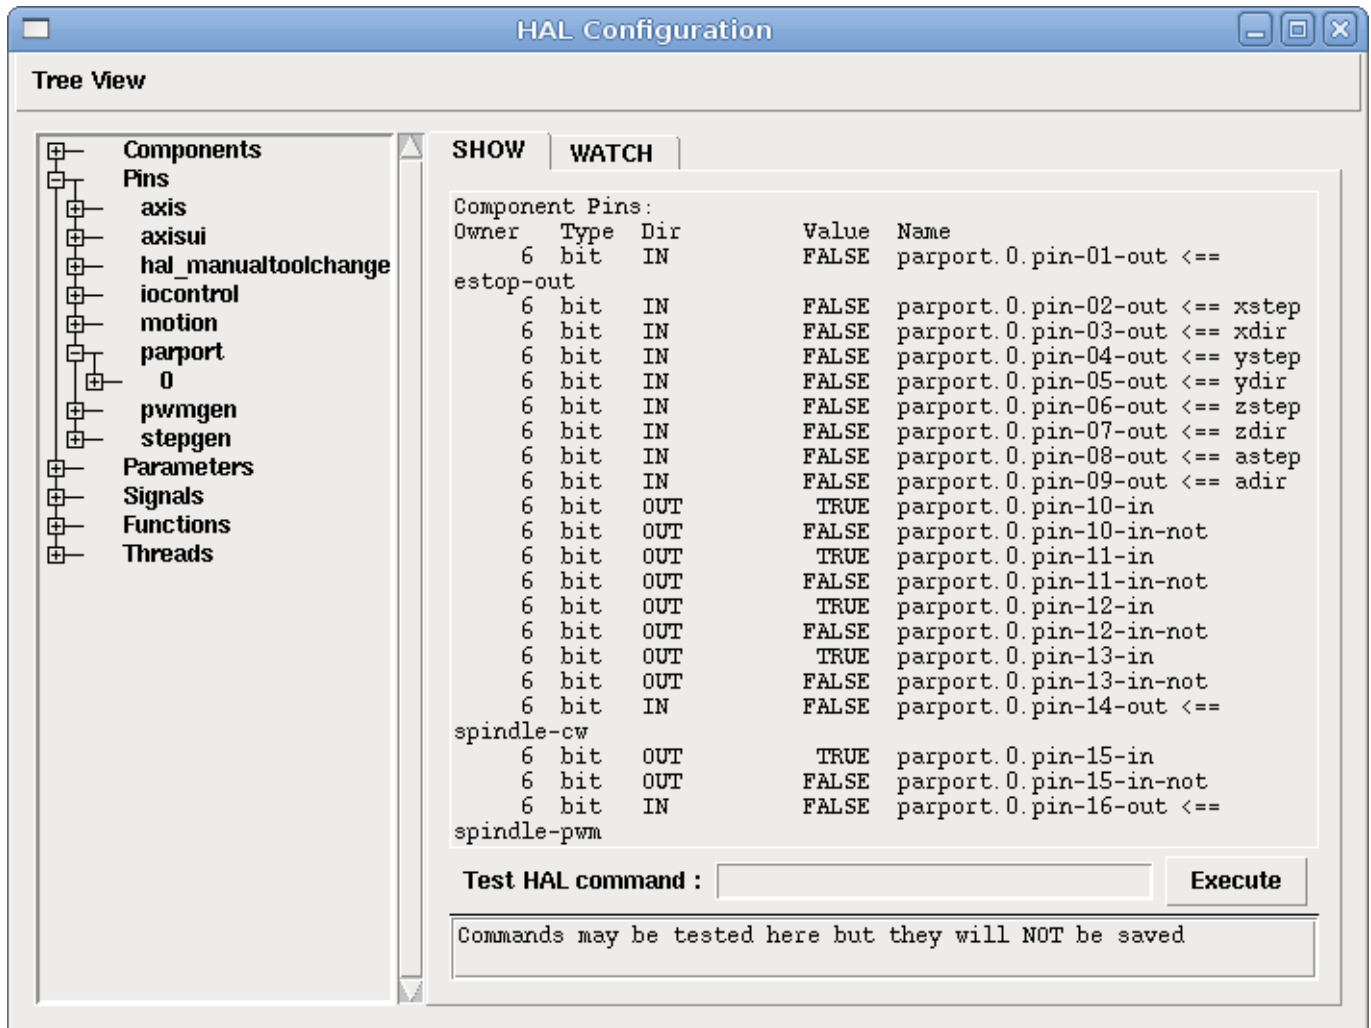 HAL Configuration
Tree View
Components
Pins
axis
axisui
hal_manualtoolchange
iocontrol
motion
parport
0
pwmgen
stepgen
Parameters
Signals
Functions
Threads
SHOW WATCH
Component Pins:
Owner Type Dir Value Name
6 bit IN FALSE parport.0.pin-01-out <==
estop-out
6 bit IN FALSE parport.0.pin-02-out <== xstep
6 bit IN FALSE parport.0.pin-03-out <== xdir
6 bit IN FALSE parport.0.pin-04-out <== ystep
6 bit IN FALSE parport.0.pin-05-out <== ydir
6 bit IN FALSE parport.0.pin-06-out <== zstep
6 bit IN FALSE parport.0.pin-07-out <== zdir
6 bit IN FALSE parport.0.pin-08-out <== astep
6 bit IN FALSE parport.0.pin-09-out <== adir
6 bit OUT TRUE parport.0.pin-10-in
6 bit OUT FALSE parport.0.pin-10-in-not
6 bit OUT TRUE parport.0.pin-11-in
6 bit OUT FALSE parport.0.pin-11-in-not
6 bit OUT TRUE parport.0.pin-12-in
6 bit OUT FALSE parport.0.pin-12-in-not
6 bit OUT TRUE parport.0.pin-13-in
6 bit OUT FALSE parport.0.pin-13-in-not
6 bit IN FALSE parport.0.pin-14-out <==
spindle-cw
6 bit OUT TRUE parport.0.pin-15-in
6 bit OUT FALSE parport.0.pin-15-in-not
6 bit IN FALSE parport.0.pin-16-out <==
spindle-pwm
Test HAL command : Execute
Commands may be tested here but they will NOT be saved